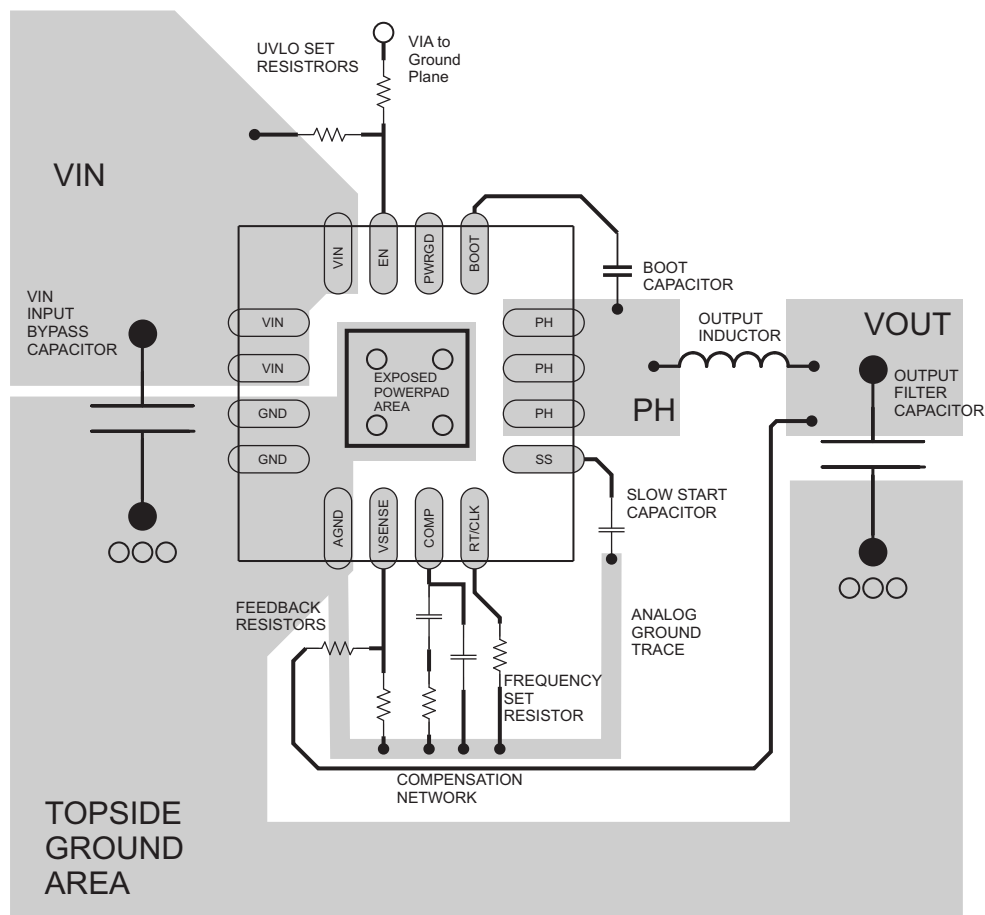 UVLO SET
RESISTRORS
VIA to
Ground
Plane
VIN
VIN
EN
PWRGD
BOOT
BOOT
CAPACITOR
VIN
INPUT
BYPASS
CAPACITOR
VIN
VIN
GND
GND
EXPOSED
POWERPAD
AREA
PH
PH
PH
SS
OUTPUT
INDUCTOR
PH
VOUT
OUTPUT
FILTER
CAPACITOR
SLOW START
CAPACITOR
AGND
VSENSE
COMP
RT/CLK
FEEDBACK
RESISTORS
ANALOG
GROUND
TRACE
FREQUENCY
SET
RESISTOR
COMPENSATION
NETWORK
TOPSIDE
GROUND
AREA